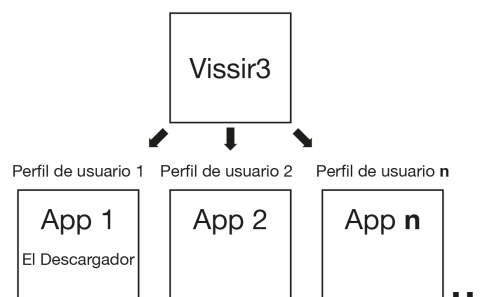 Vissir3
Perfil de usuario 1 Perfil de usuario 2 Perfil de usuario n
App 1 App 2 App n
El Descargador